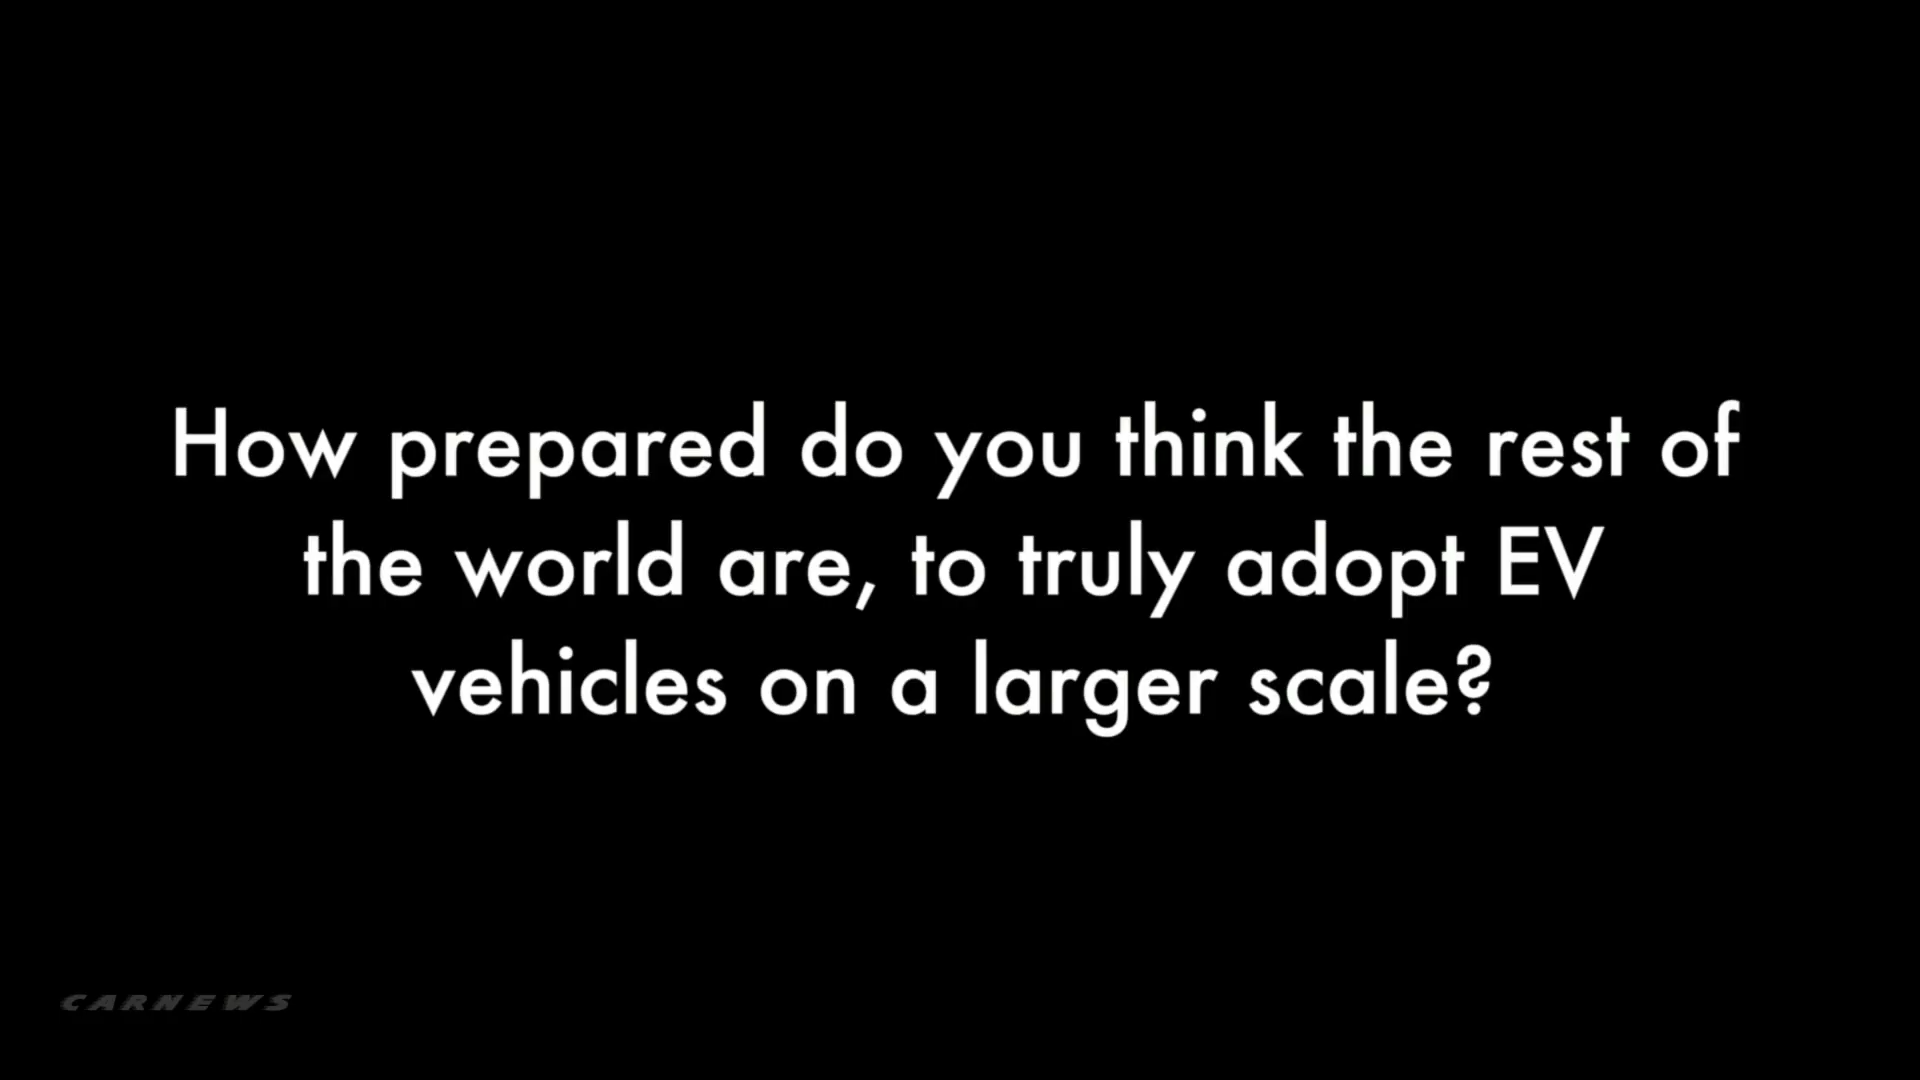 How prepared do you think the rest of
the world are, to truly adopt EV
vehicles on a larger scale?
CARNEWS